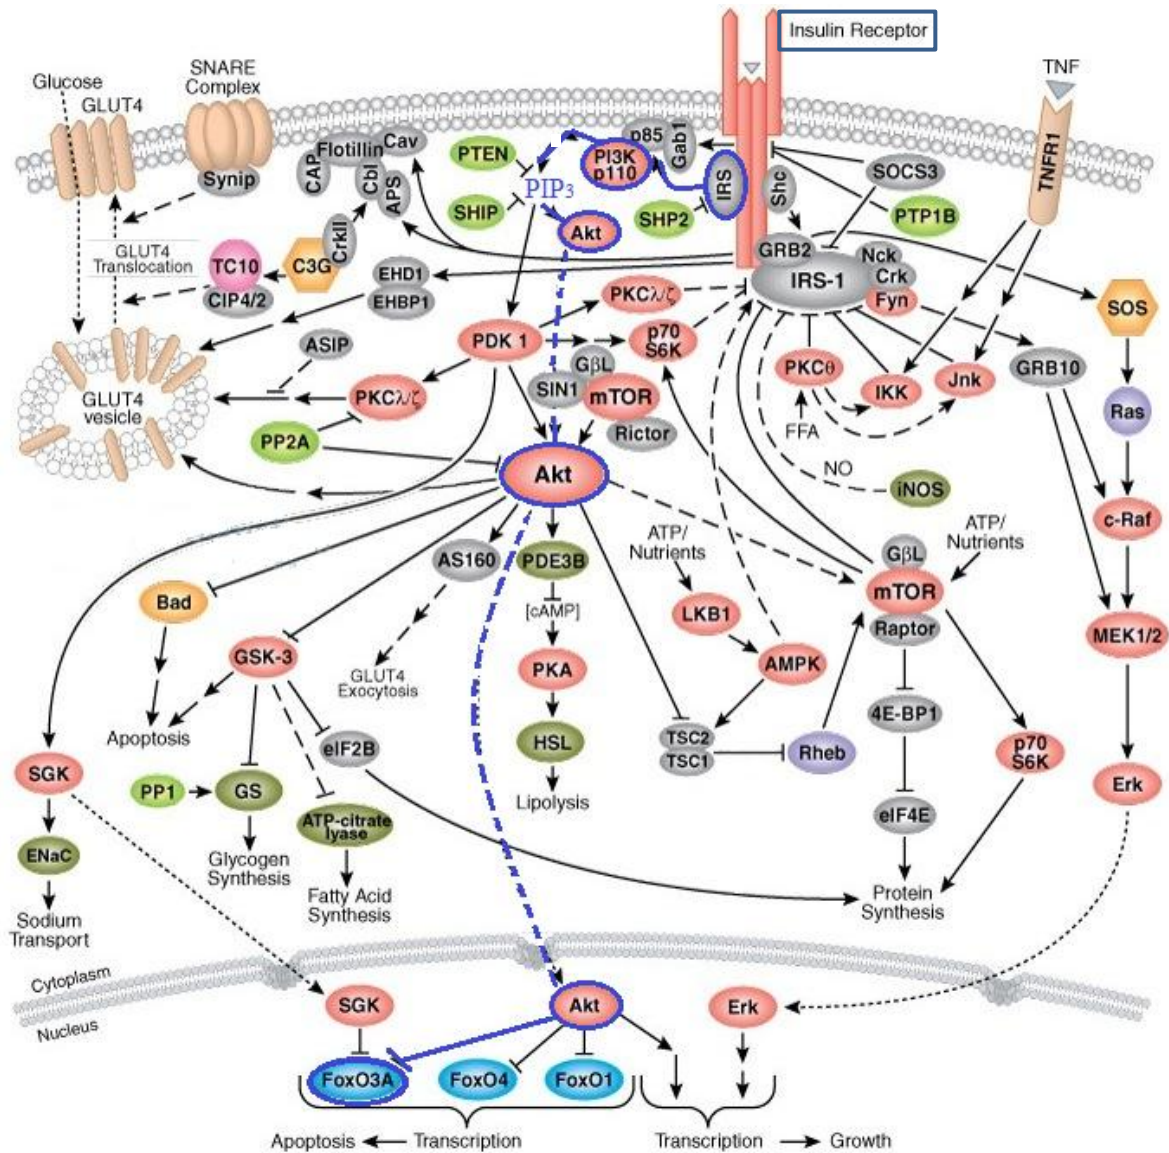 Insulin Receptor
Glucose
GLUT4
SNARE
Complex
TNF
TNFR1
Synip
CAP
Flotillin
Cav
Cbl
APS
CrkII
PTEN
SHIP
PIP3
Akt
PI3K
p110
p85
Gab1
IRS
SHP2
Shc
SOCS3
PTP1B
GRB2
IRS-1
Nck
Crk
Fyn
GLUT4
Translocation
TC10
CIP4/2
C3G
EHD1
EHBP1
PKCλ/ζ
SOS
PDK 1
p70
S6K
ASIP
GβL
SIN1
mTOR
Rictor
PKCθ
IKK
Jnk
GRB10
FFA
Ras
GLUT4
vesicle
PKCλ/ζ
PP2A
Akt
NO
iNOS
c-Raf
AS160
PDE3B
[cAMP]
ATP/
Nutrients
GβL
mTOR
Raptor
ATP/
Nutrients
Bad
LKB1
MEK1/2
GSK-3
GLUT4
Exocytosis
PKA
AMPK
Apoptosis
eIF2B
HSL
TSC2
TSC1
Rheb
4E-BP1
p70
S6K
SGK
PP1
GS
ATP-citrate
lyase
Lipolysis
eIF4E
Erk
ENaC
Glycogen
Synthesis
Fatty Acid
Synthesis
Protein
Synthesis
Sodium
Transport
Cytoplasm
Nucleus
SGK
Akt
Erk
FoxO3A
FoxO4
FoxO1
Apoptosis
Transcription
Transcription
Growth